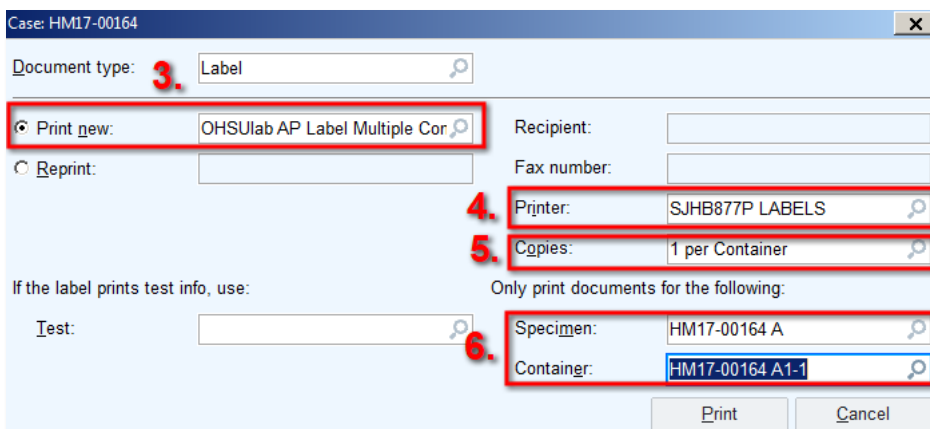 Case: HM17-00164
X
Document type: Label
3.
Print new: OHSUlab AP Label Multiple Cor
Recipient:
Reprint:
Fax number:
4. Printer: SJHB877P LABELS
5. Copies: 1 per Container
If the label prints test info, use:
Only print documents for the following:
Test:
6. Specimen: HM17-00164 A
Container: HM17-00164 A1-1
Print Cancel